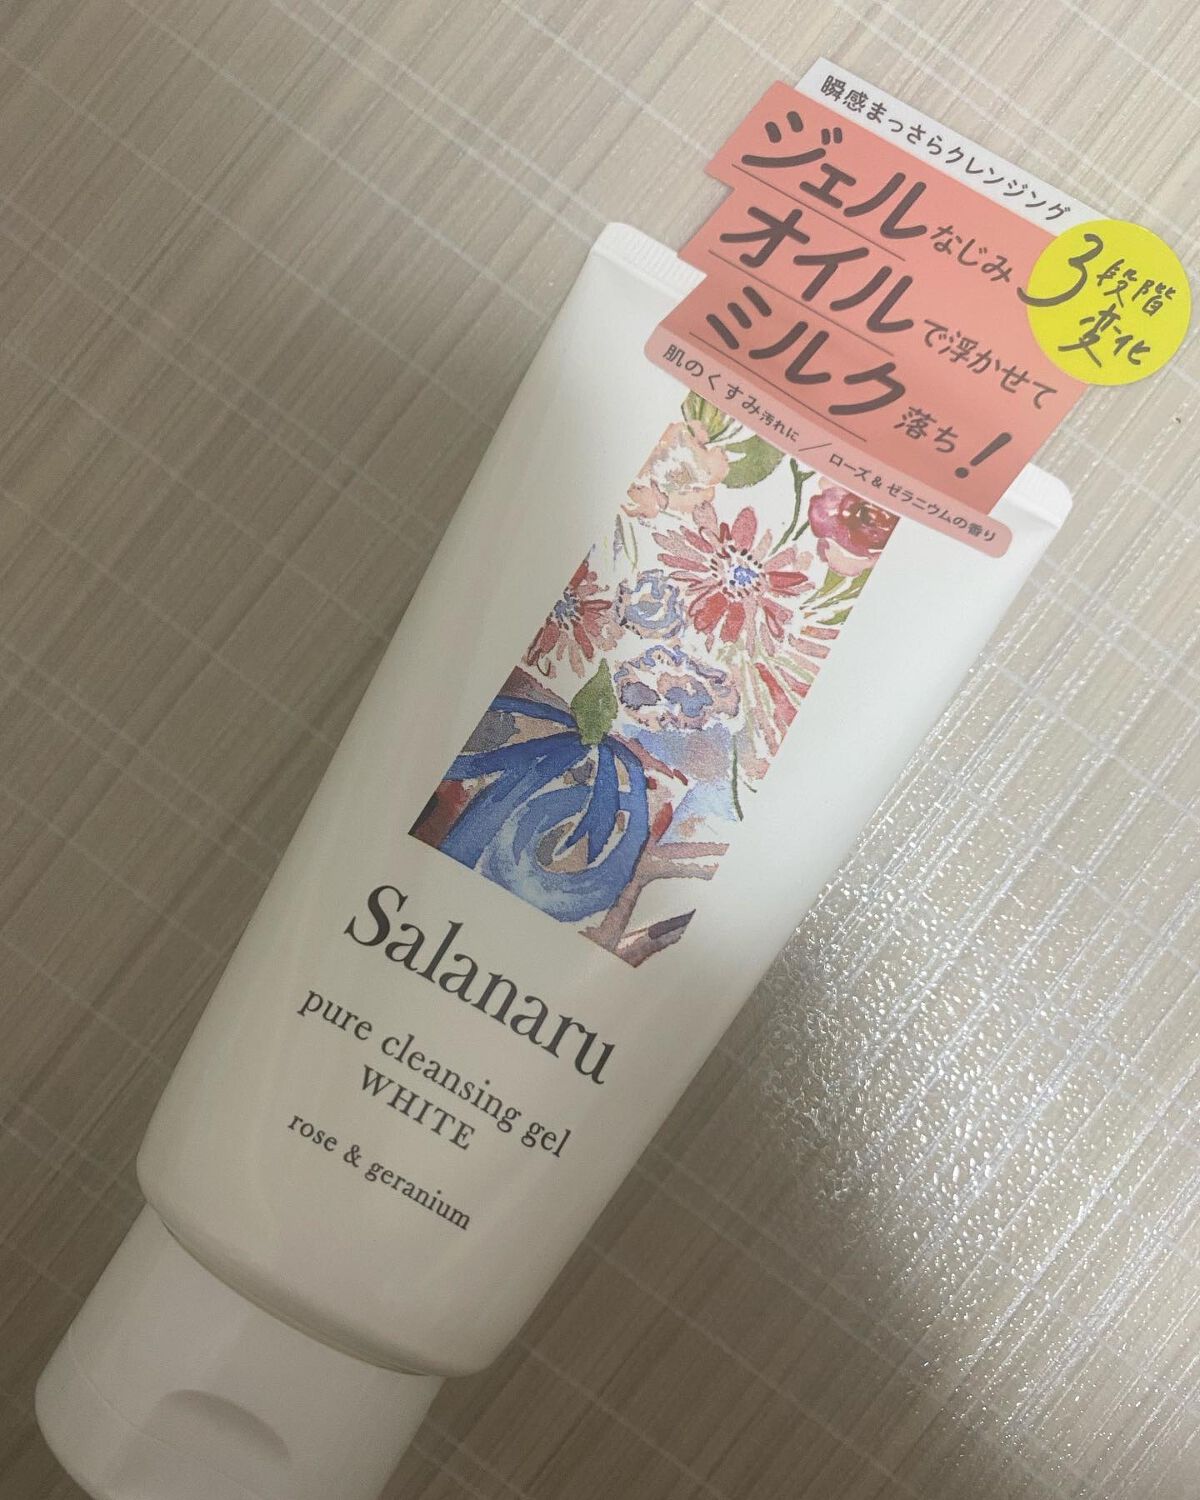 瞬感まっさらクレンジング
ジェルなじみ
オイルで浮かせて
ミルク落ち！
3段階
変化
肌のくすみ汚れに／ローズ&ゼラニウムの香り
Salanaru
pure cleansing gel
WHITE
rose & geranium